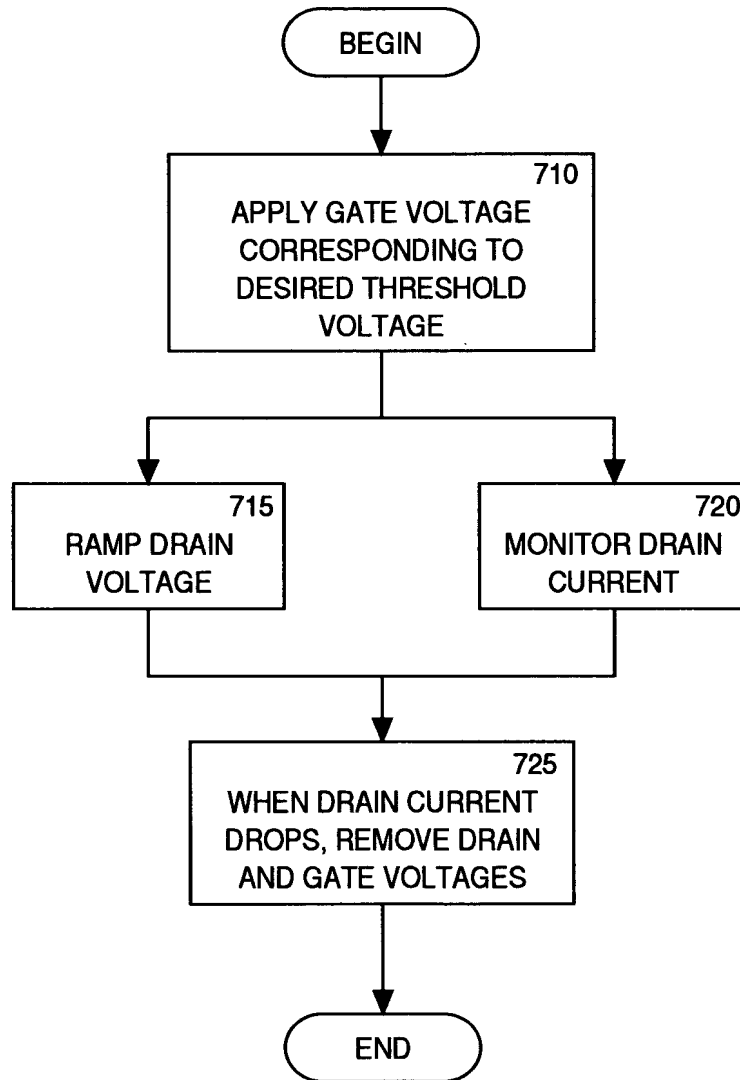 BEGIN
710
APPLY GATE VOLTAGE
CORRESPONDING TO
DESIRED THRESHOLD
VOLTAGE
715
RAMP DRAIN
VOLTAGE
720
MONITOR DRAIN
CURRENT
725
WHEN DRAIN CURRENT
DROPS, REMOVE DRAIN
AND GATE VOLTAGES
END